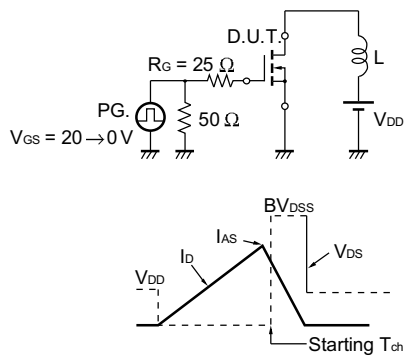 D.U.T.
RG = 25 Ω
L
PG.
50 Ω
VDD
VGS = 20 → 0 V
BVDSS
IAS
ID
VDS
VDD
Starting Tch